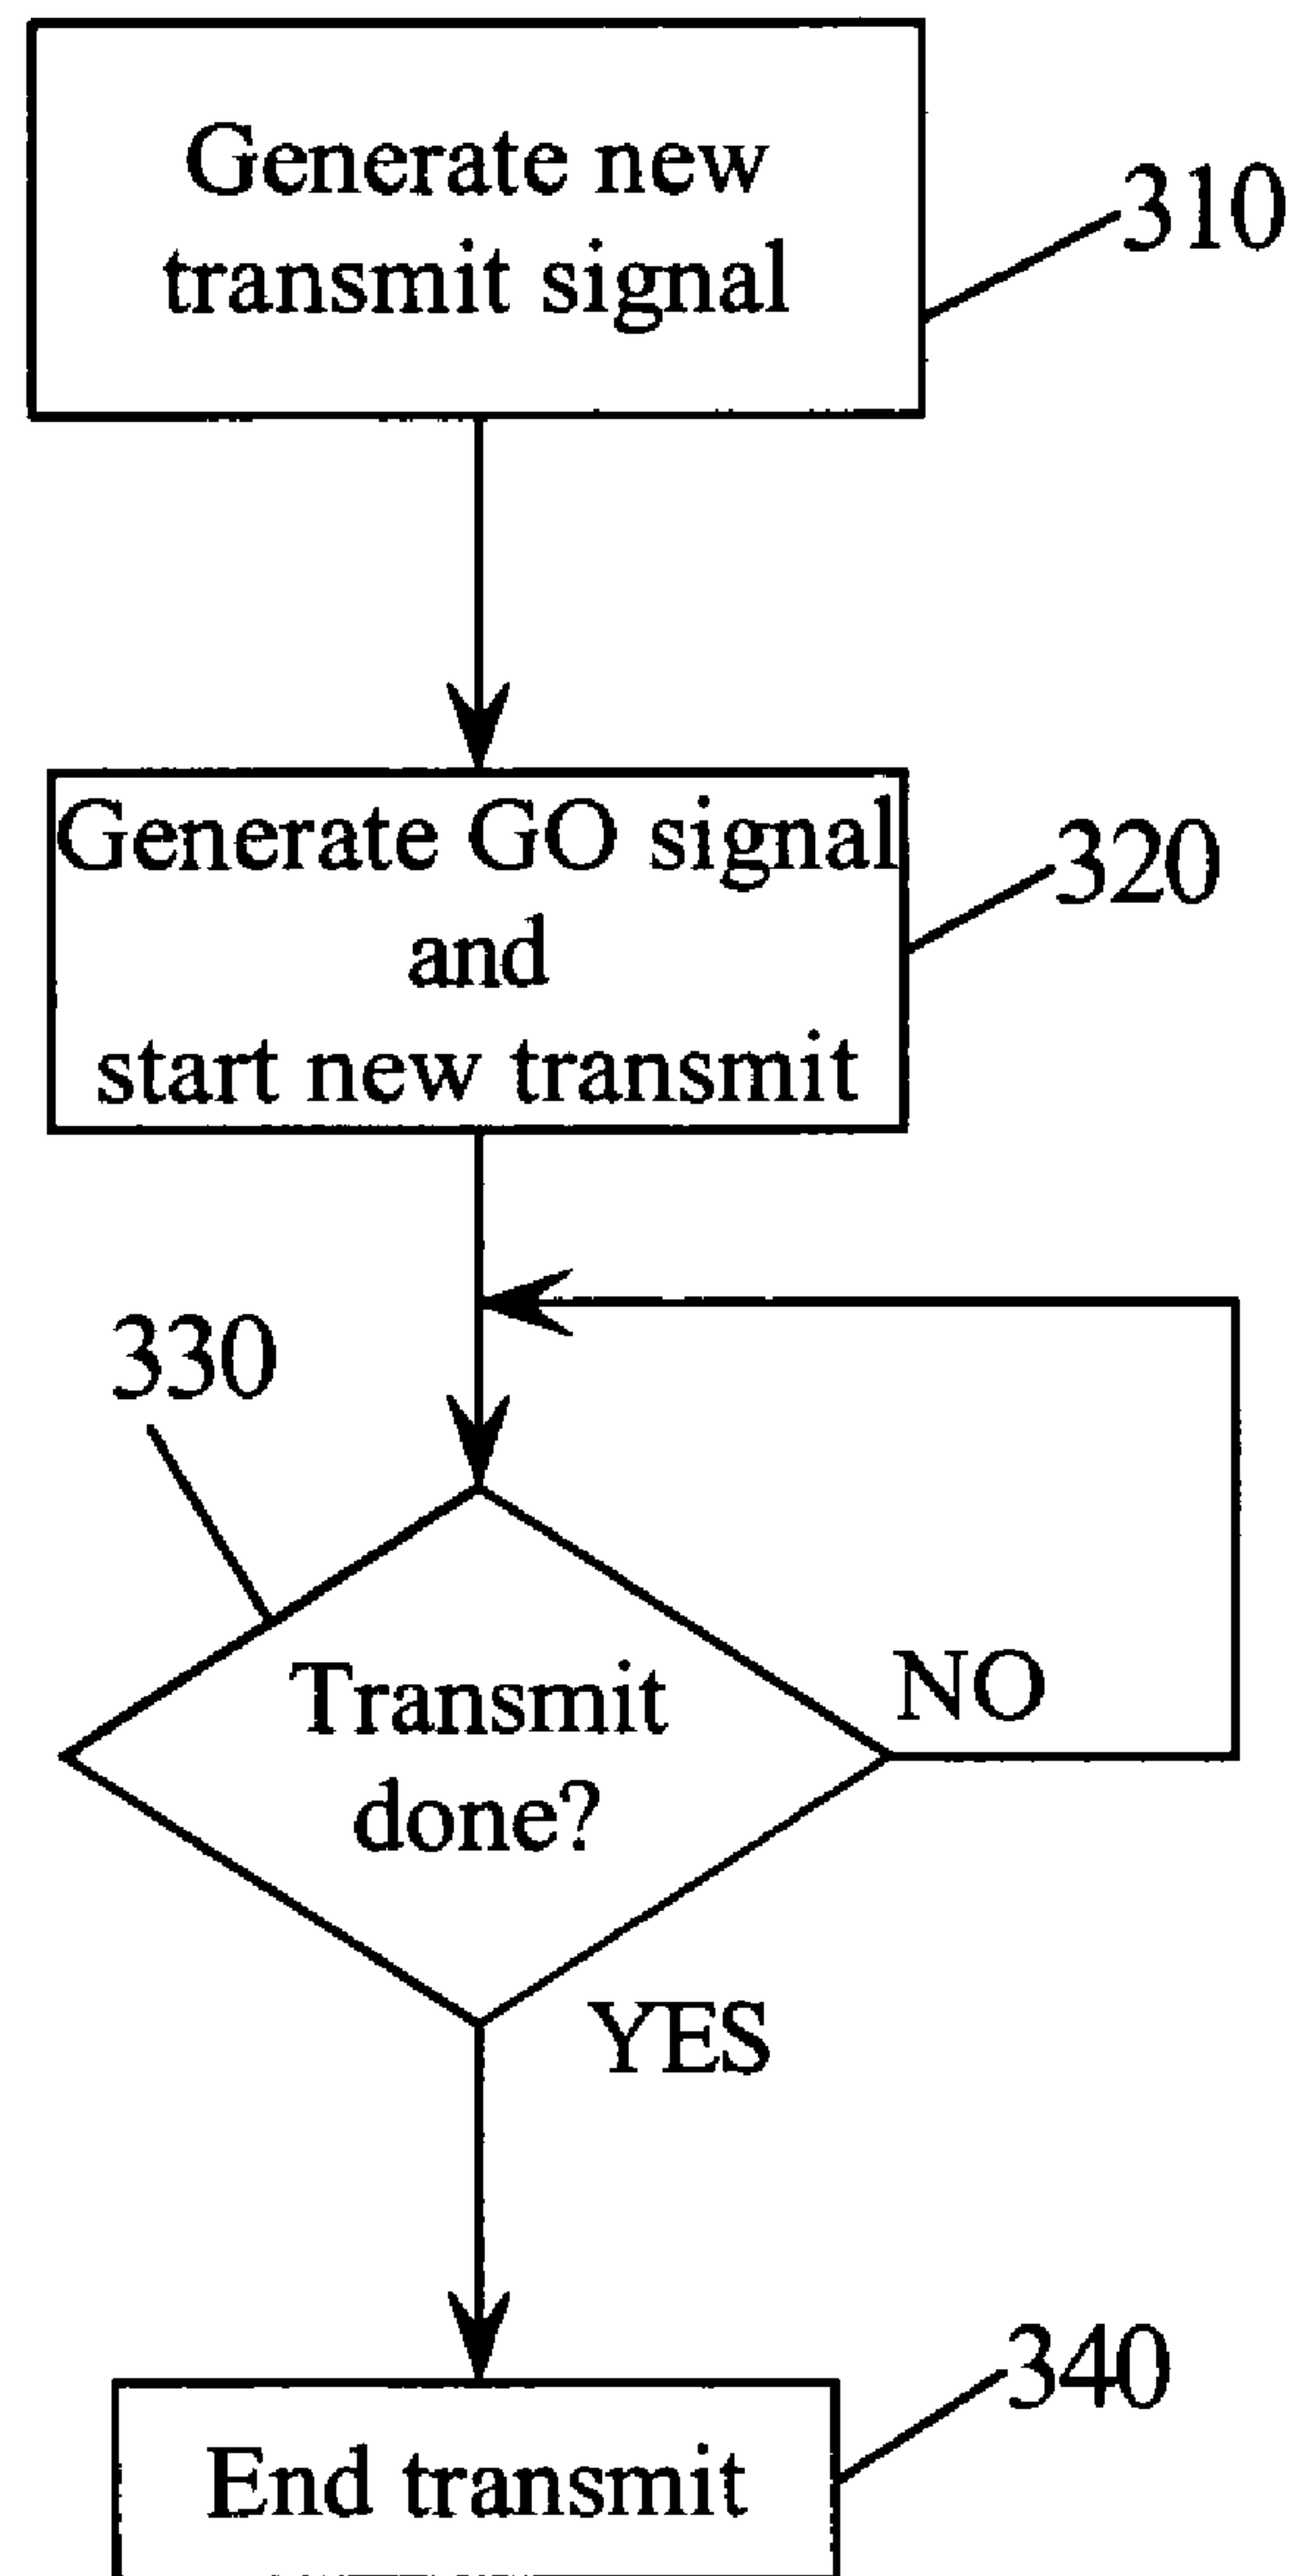 Generate new
transmit signal
310
Generate GO signal
and
start new transmit
320
330
Transmit
done?
NO
YES
340
End transmit